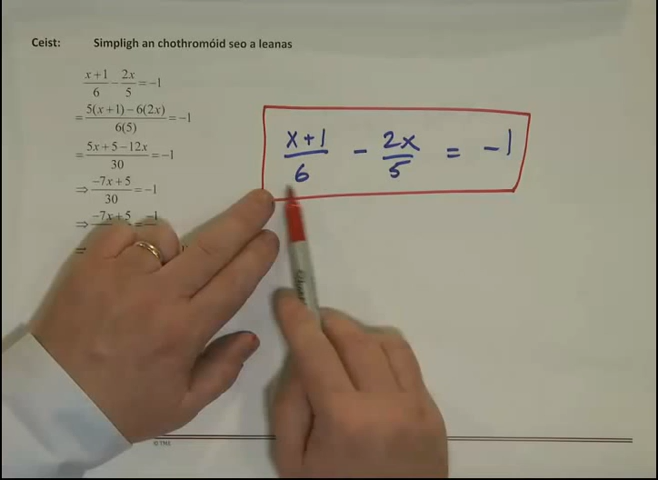 Ceist: Simpligh an chothromóid seo a leanas
x+1/6 - 2x/5 = -1
= 5(x+1)-6(2x)/6(5) = -1
= 5x+5-12x/30 = -1
⇒ -7x+5/30 = -1
⇒ -7x+5 = -1
=
x+1/6 - 2x/5 = -1
©TRS